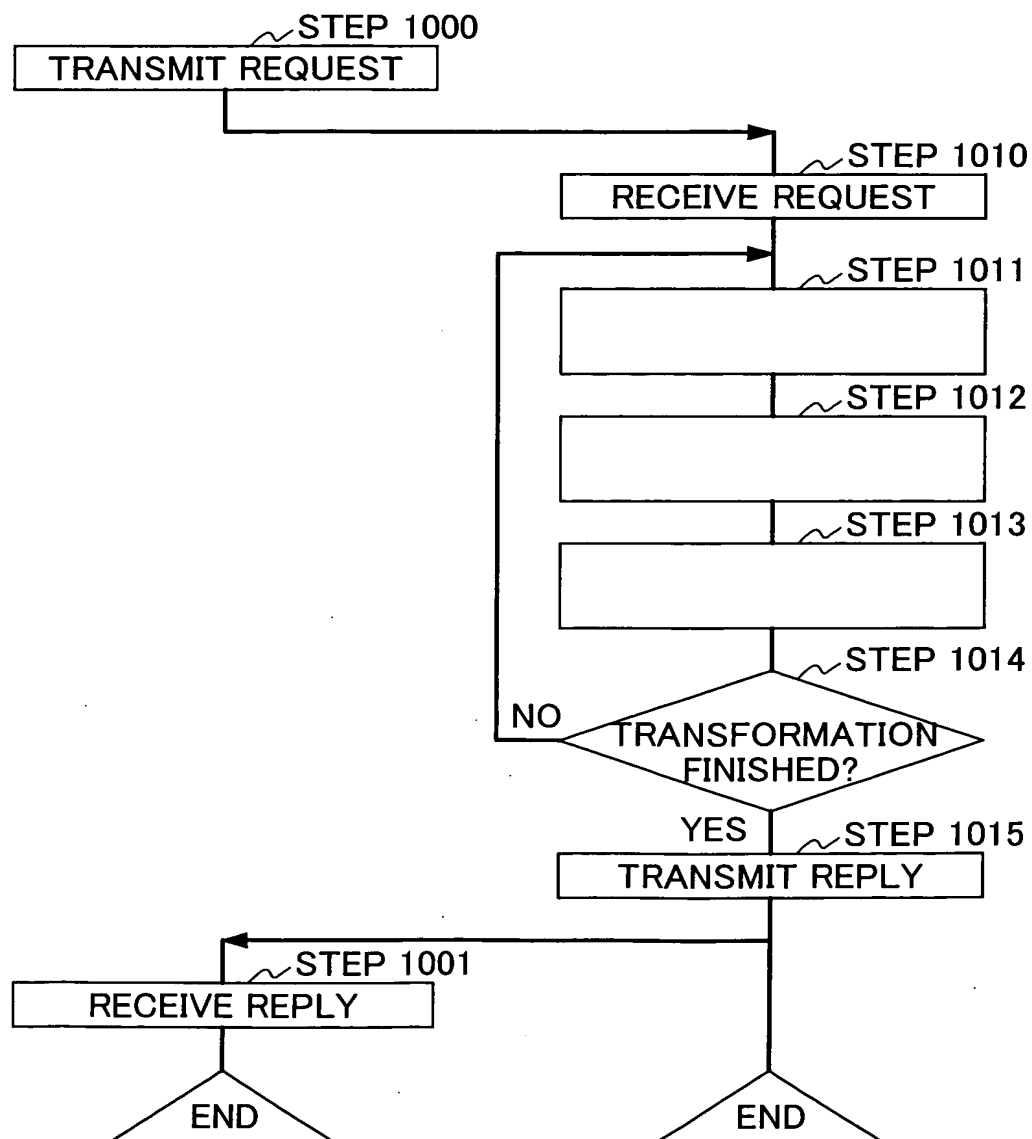 STEP 1000
TRANSMIT REQUEST
STEP 1010
RECEIVE REQUEST
STEP 1011
STEP 1012
STEP 1013
STEP 1014
NO
TRANSFORMATION
FINISHED?
YES
STEP 1015
TRANSMIT REPLY
STEP 1001
RECEIVE REPLY
END
END